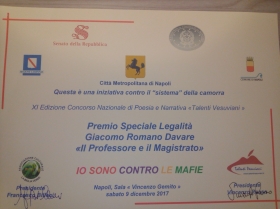 Senato della Repubblica
Città Metropolitana di Napoli
Questa è una iniziativa contro il "sistema" della camorra
XI Edizione Concorso Nazionale di Poesia e Narrativa «Talenti Vesuviani»
Premio Speciale Legalità
Giacomo Romano Davare
«Il Professore e il Magistrato»
IO SONO CONTRO LE MAFIE
Napoli, Sala « Vincenzo Gemito »
sabato 9 dicembre 2017
Presidente
Presidente